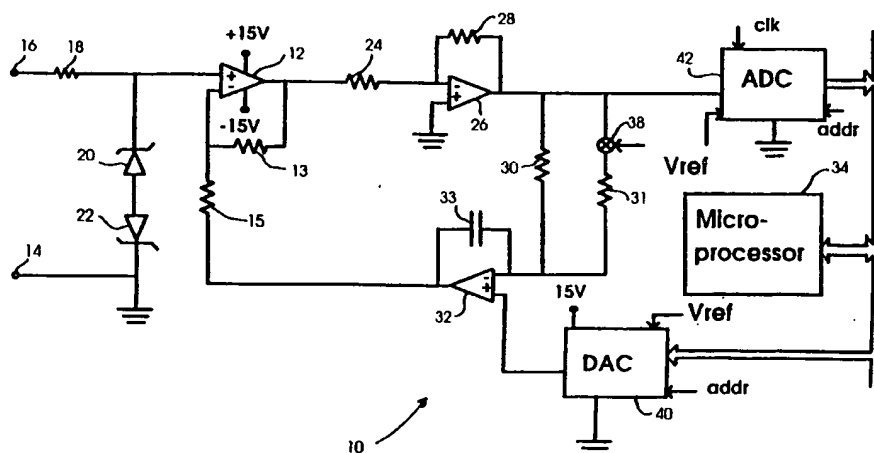 16
18
+15V
12
24
28
clk
42
ADC
+
-
-
+
26
38
-15V
13
addr
Vref
20
30
31
34
15
Micro-
processor
22
33
14
-
+
32
15V
Vref
DAC
addr
40
10